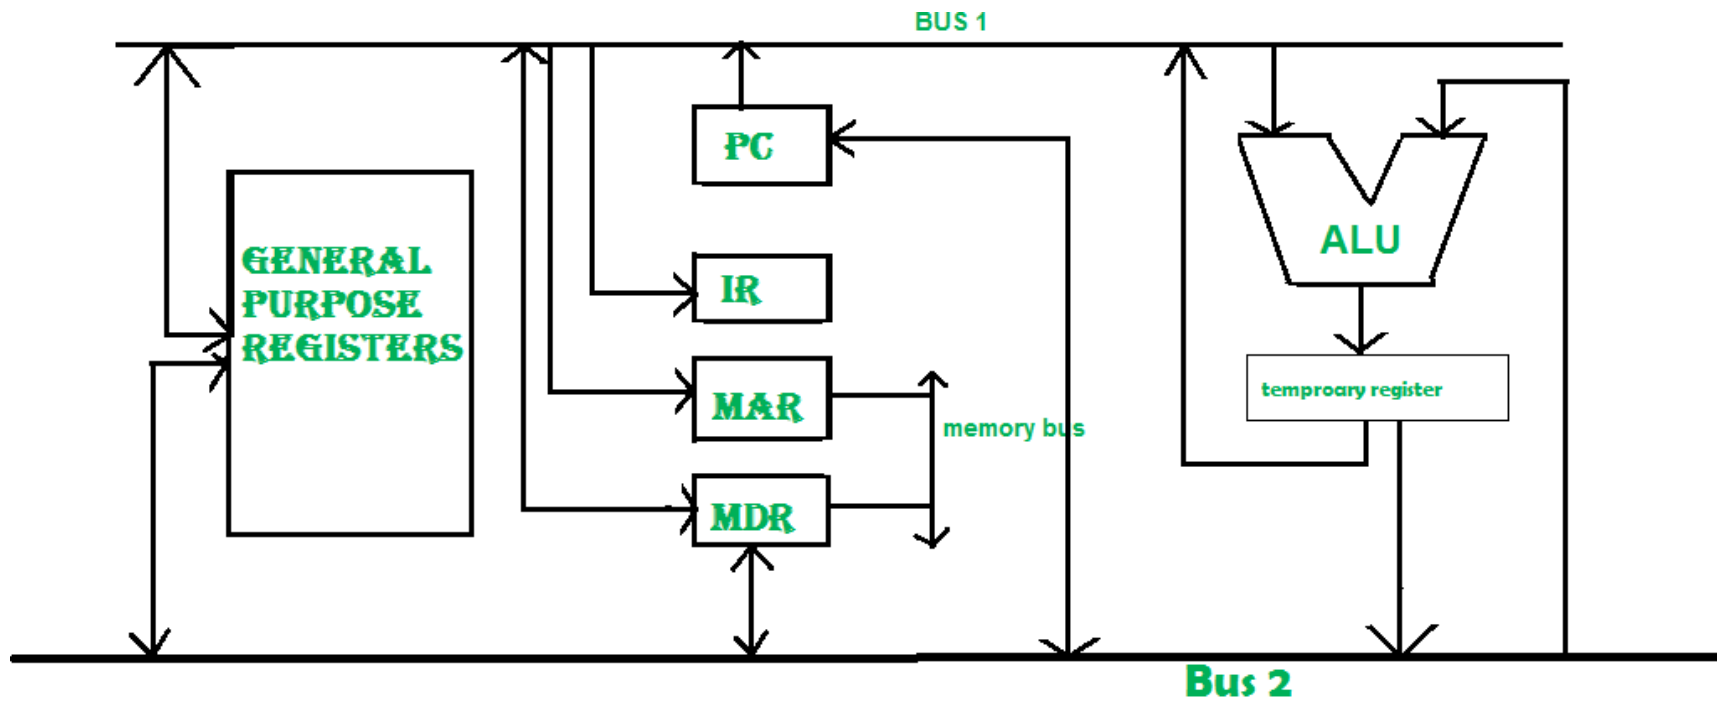 BUS 1
PC
GENERAL
PURPOSE
REGISTERS
IR
MAR
MDR
memory bus
ALU
temproary register
Bus 2